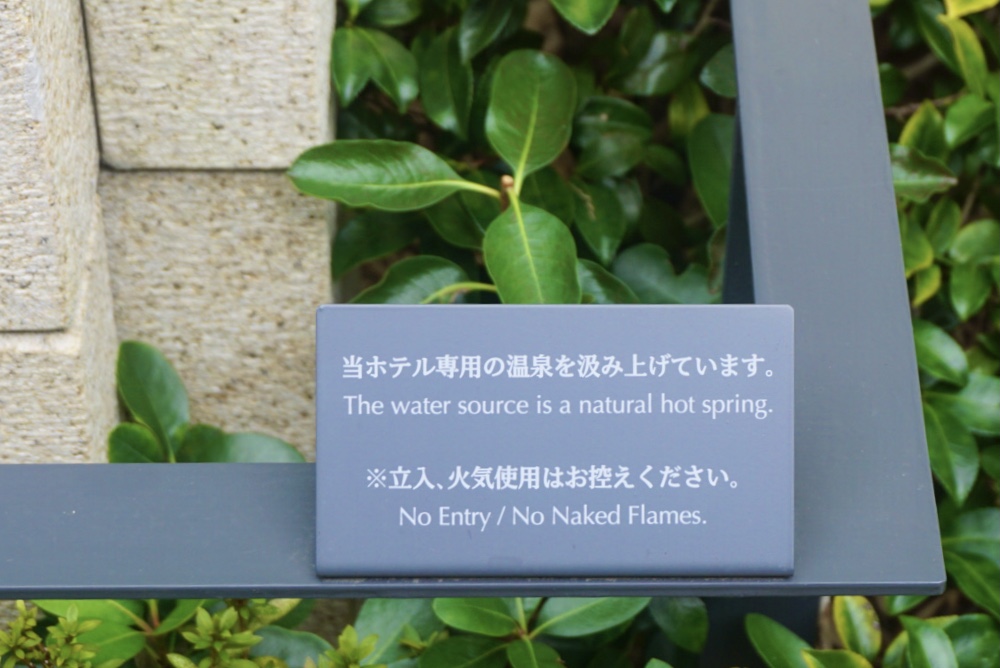 当ホテル専用の温泉を汲み上げています。
The water source is a natural hot spring.
※立入、火気使用はお控えください。
No Entry / No Naked Flames.